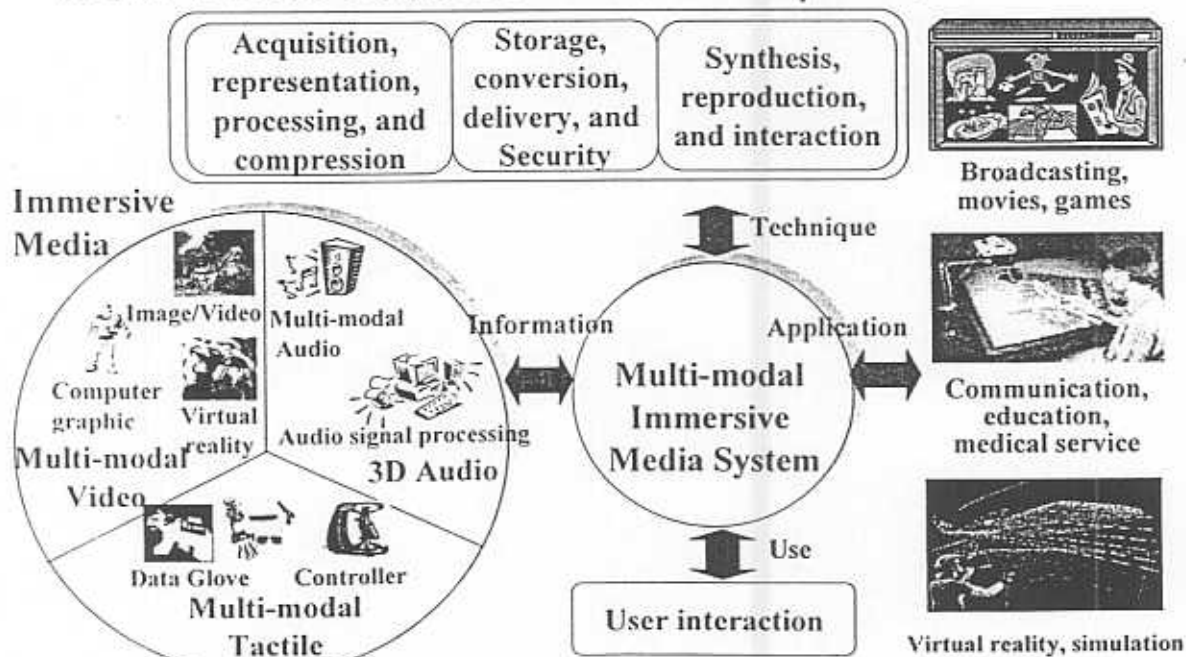 Acquisition,
representation,
processing, and
compression
Storage,
conversion,
delivery, and
Security
Synthesis,
reproduction,
and interaction
Broadcasting,
movies, games
Immersive
Media
Technique
Image/Video
Multi-modal
Audio
Information
Application
Computer
graphic
Virtual
reality
Audio signal processing
3D Audio
Multi-modal
Video
Multi-modal
Immersive
Media System
Communication,
education,
medical service
Data Glove
Controller
Multi-modal
Tactile
Use
User interaction
Virtual reality, simulation